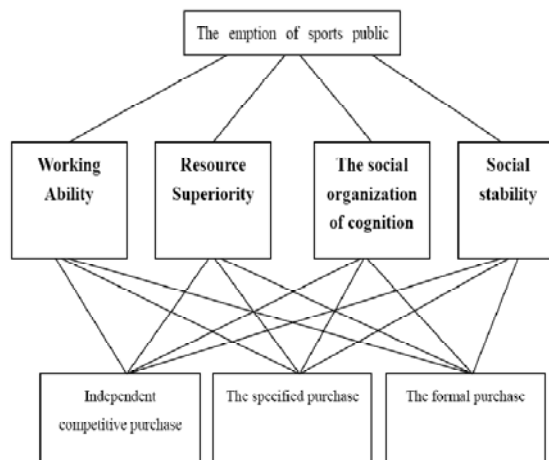 The emption of sports public
Working
Ability
Resource
Superiority
The social
organization
of cognition
Social
stability
Independent
competitive purchase
The specified purchase
The formal purchase